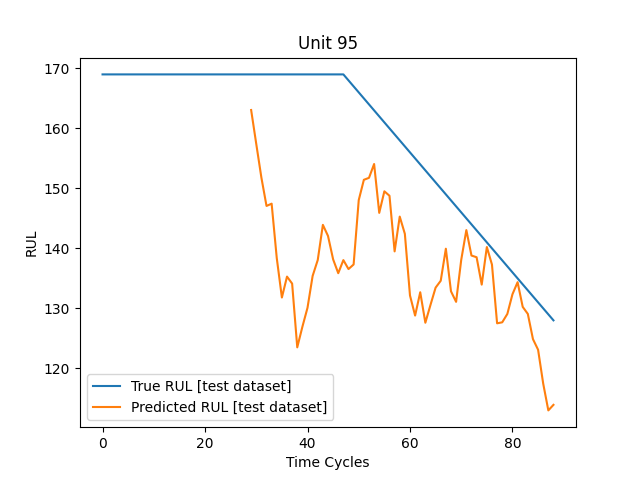 Unit 95
170
160
150
140
130
120
RUL
0
20
40
60
80
Time Cycles
True RUL [test dataset]
Predicted RUL [test dataset]